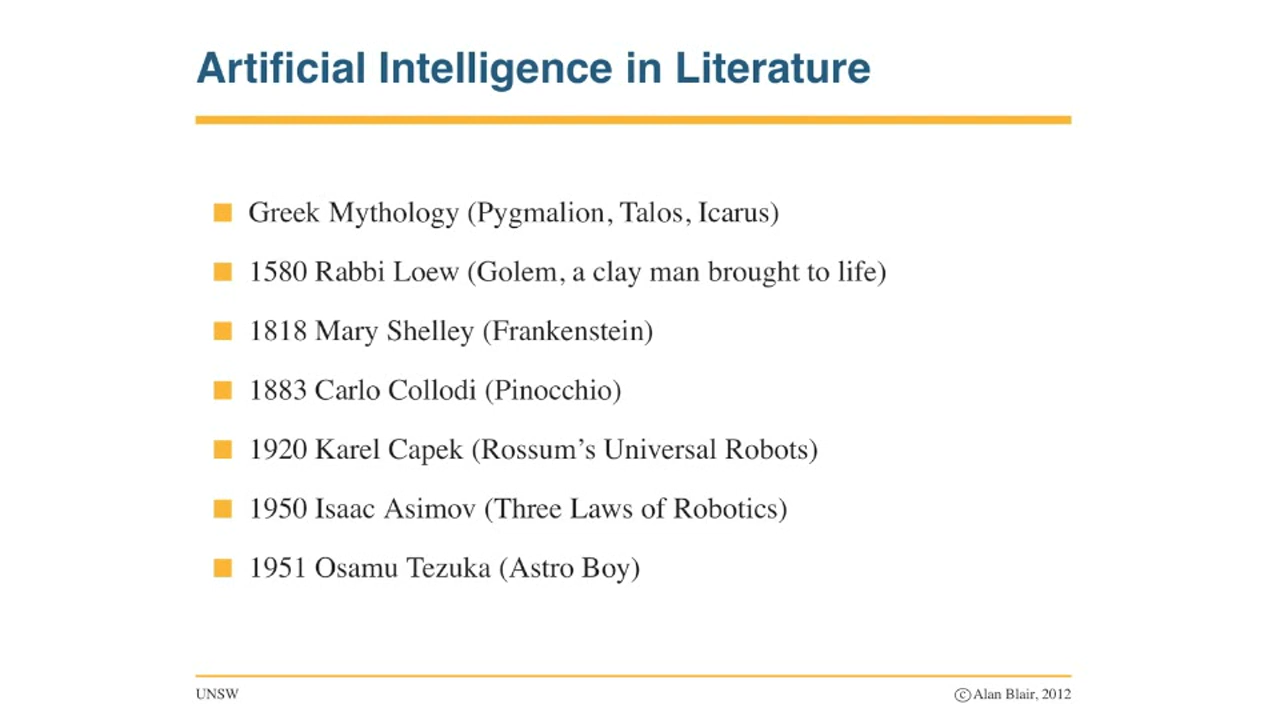 Artificial Intelligence in Literature
Greek Mythology (Pygmalion, Talos, Icarus)
1580 Rabbi Loew (Golem, a clay man brought to life)
1818 Mary Shelley (Frankenstein)
1883 Carlo Collodi (Pinocchio)
1920 Karel Capek (Rossum’s Universal Robots)
1950 Isaac Asimov (Three Laws of Robotics)
1951 Osamu Tezuka (Astro Boy)
UNSW
©Alan Blair, 2012